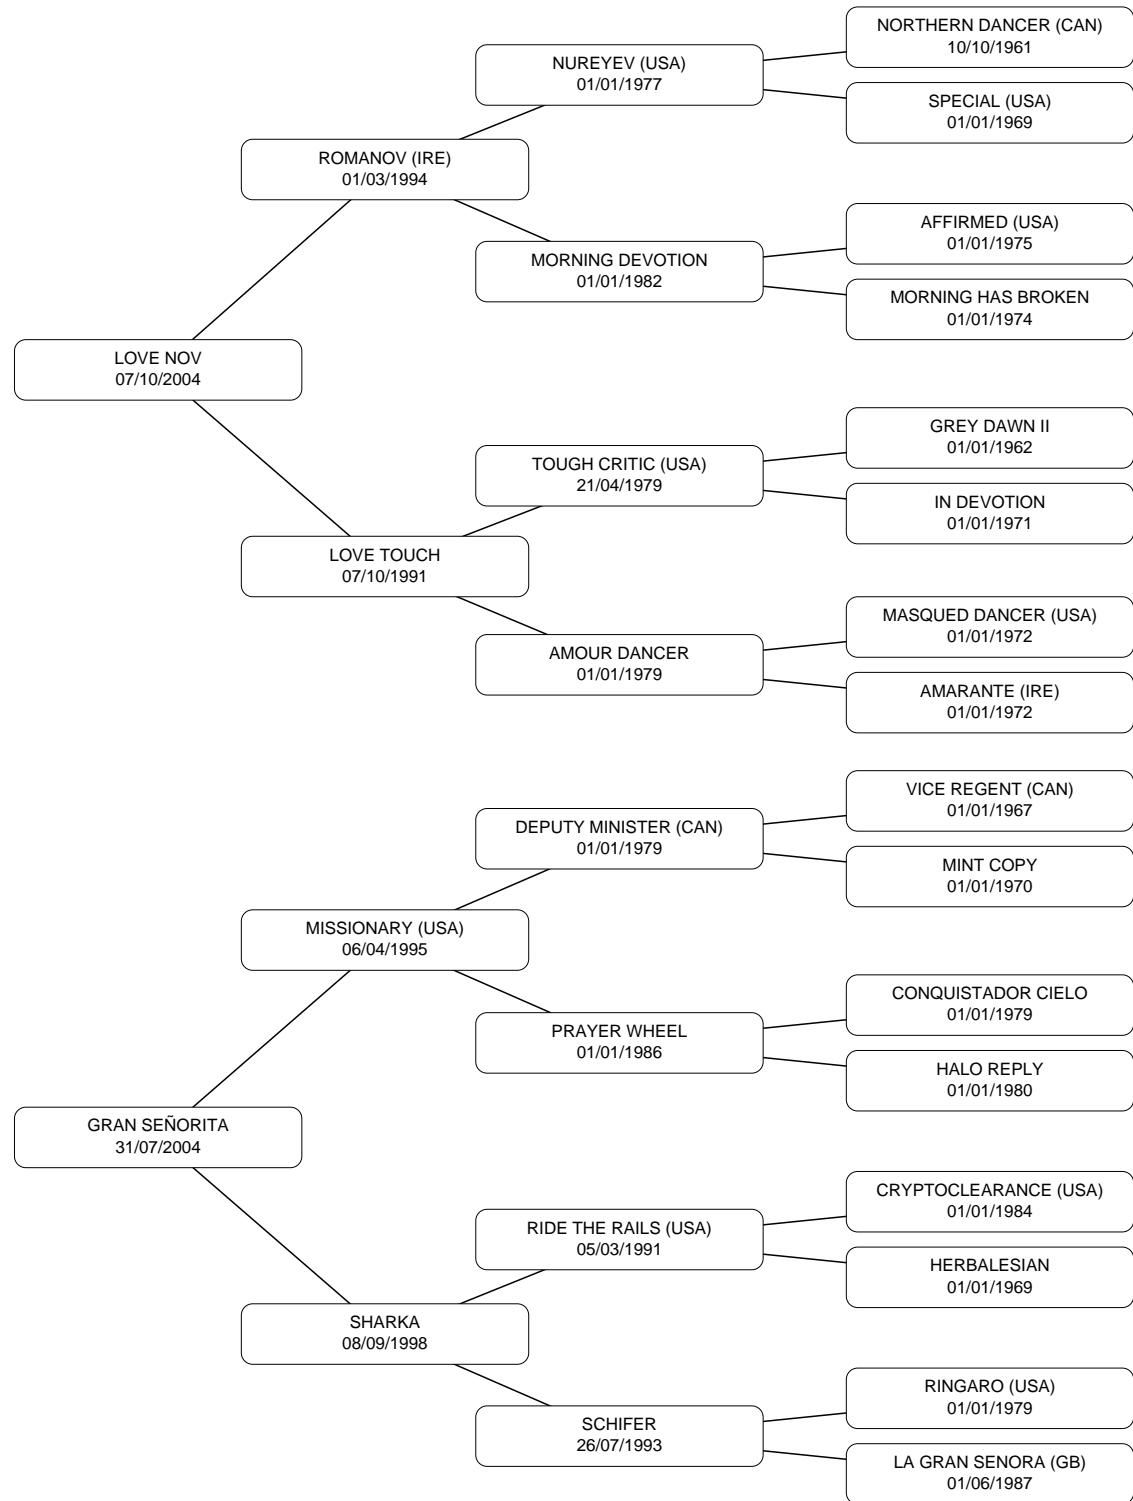 NORTHERN DANCER (CAN)
10/10/1961
NUREYEV (USA)
01/01/1977
SPECIAL (USA)
01/01/1969
ROMANOV (IRE)
01/03/1994
AFFIRMED (USA)
01/01/1975
MORNING DEVOTION
01/01/1982
MORNING HAS BROKEN
01/01/1974
LOVE NOV
07/10/2004
GREY DAWN II
01/01/1962
TOUGH CRITIC (USA)
21/04/1979
IN DEVOTION
01/01/1971
LOVE TOUCH
07/10/1991
MASQUED DANCER (USA)
01/01/1972
AMOUR DANCER
01/01/1979
AMARANTE (IRE)
01/01/1972
VICE REGENT (CAN)
01/01/1967
DEPUTY MINISTER (CAN)
01/01/1979
MINT COPY
01/01/1970
MISSIONARY (USA)
06/04/1995
CONQUISTADOR CIELO
01/01/1979
PRAYER WHEEL
01/01/1986
HALO REPLY
01/01/1980
GRAN SEÑORITA
31/07/2004
CRYPTOCLEARANCE (USA)
01/01/1984
RIDE THE RAILS (USA)
05/03/1991
HERBALESIAN
01/01/1969
SHARKA
08/09/1998
RINGARO (USA)
01/01/1979
SCHIFER
26/07/1993
LA GRAN SENORA (GB)
01/06/1987